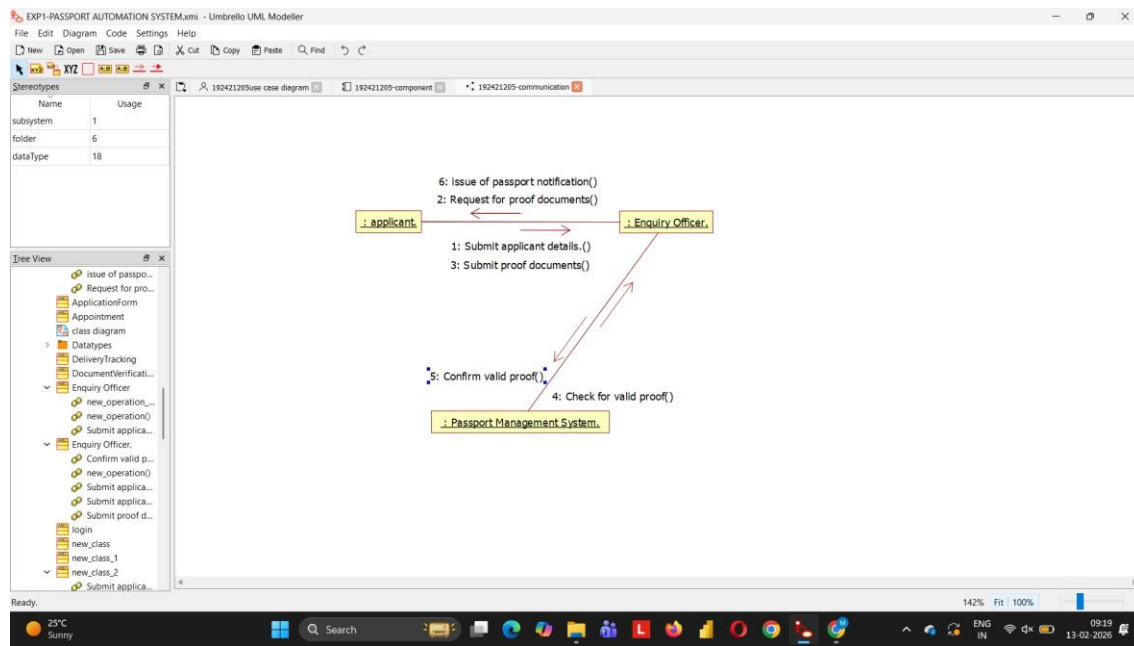 EXP1-PASSPORT AUTOMATION SYSTEM.xmi - Umbrello UML Modeller
File Edit Diagram Code Settings Help
New Open Save Cut Copy Paste Find
XYZ XYZ A.B A.B
Stereotypes
192421205use case diagram 192421205-component 192421205-communication
Name Usage
subsystem 1
folder 6
dataType 18
6: issue of passport notification()
2: Request for proof documents()
: applicant. : Enquiry Officer.
1: Submit applicant details.()
3: Submit proof documents()
5: Confirm valid proof()
4: Check for valid proof()
: Passport Management System.
Tree View
issue of passpo...
Request for pro...
ApplicationForm
Appointment
class diagram
Datatypes
DeliveryTracking
DocumentVerificati...
Enquiry Officer
new_operation_...
new_operation()
Submit applica...
Enquiry Officer.
Confirm valid p...
new_operation()
Submit applica...
Submit applica...
Submit proof d...
login
new_class
new_class_1
new_class_2
Submit applica...
Ready. 142% Fit 100%
25°C
Sunny
Search
ENG
IN
09:19
13-02-2026